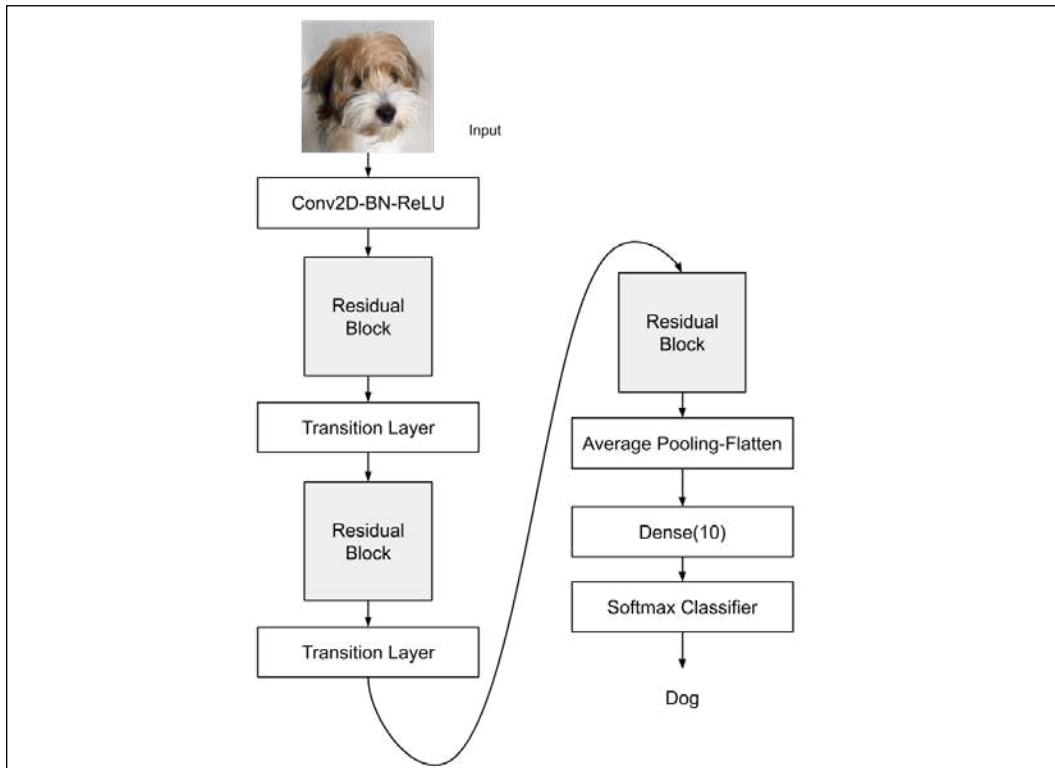 Input
Conv2D-BN-ReLU
Residual
Block
Transition Layer
Residual
Block
Transition Layer
Residual
Block
Average Pooling-Flatten
Dense(10)
Softmax Classifier
Dog